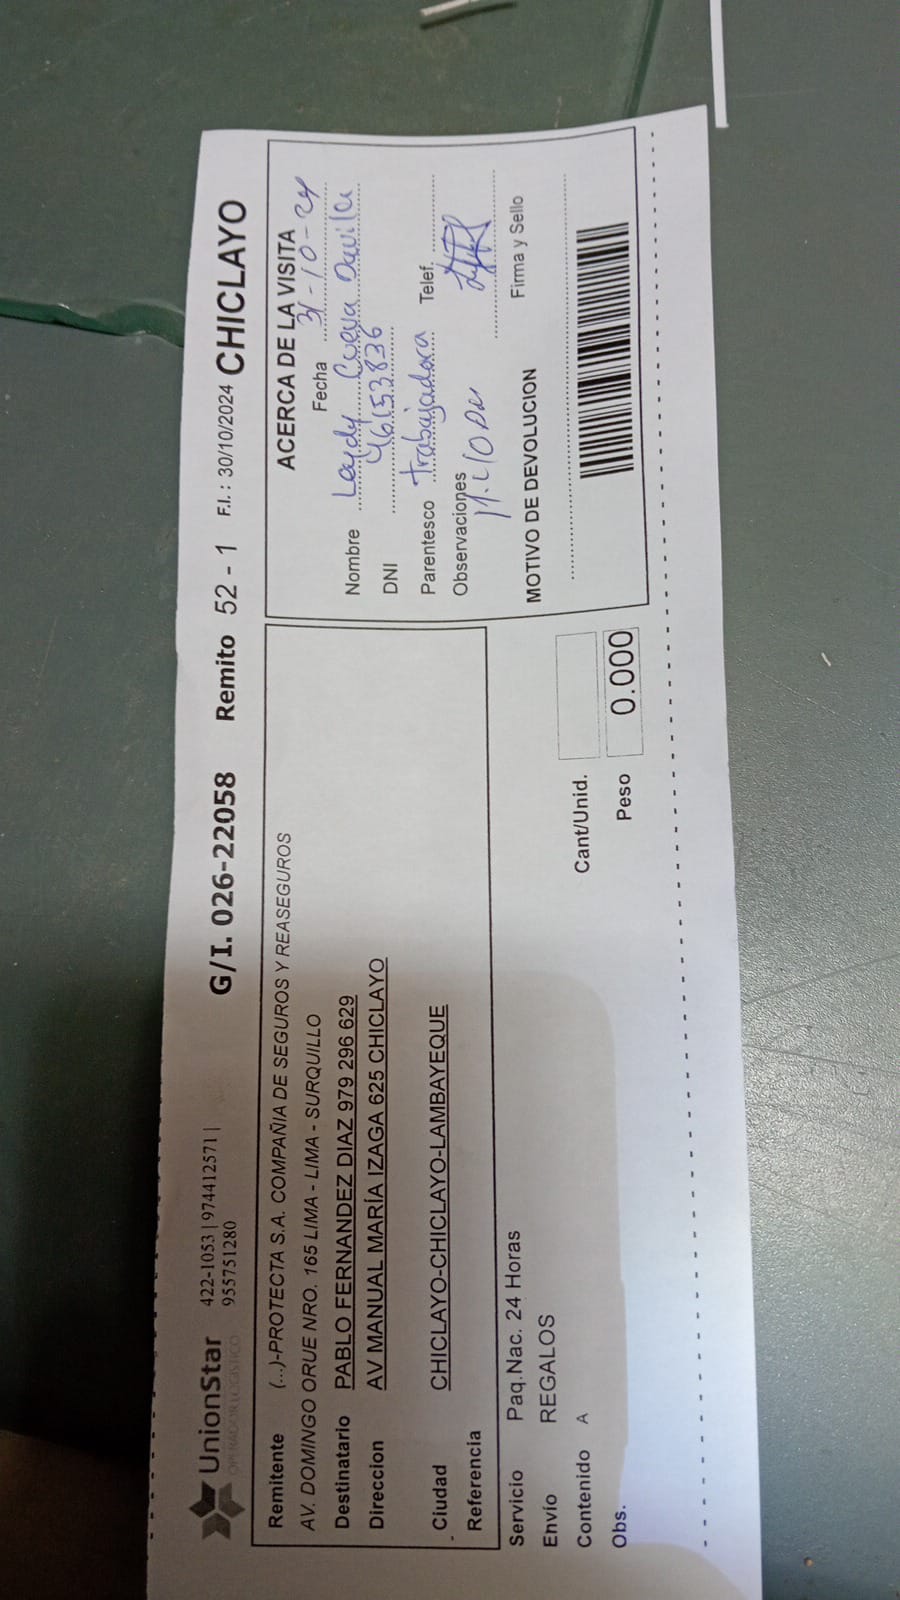 UnionStar
OPERADOR LOGISTICO
422-1053 | 974412571 |
955751280
G/I. 026-22058 Remito 52 - 1 F.I. : 30/10/2024 CHICLAYO
Remitente (...)-PROTECTA S.A. COMPAÑIA DE SEGUROS Y REASEGUROS
AV. DOMINGO ORUE NRO. 165 LIMA - LIMA - SURQUILLO
Destinatario PABLO FERNANDEZ DIAZ 979 296 629
Direccion AV MANUAL MARÍA IZAGA 625 CHICLAYO
Ciudad CHICLAYO-CHICLAYO-LAMBAYEQUE
Referencia
Servicio Paq.Nac. 24 Horas
Envío REGALOS
Contenido A
Obs.
Cant/Unid.
Peso 0.000
ACERCA DE LA VISITA
Fecha 31-10-24
Nombre Leydy Cueva Davila
DNI 46153836
Parentesco trabajadora Telef.
Observaciones
Firma y Sello
MOTIVO DE DEVOLUCION